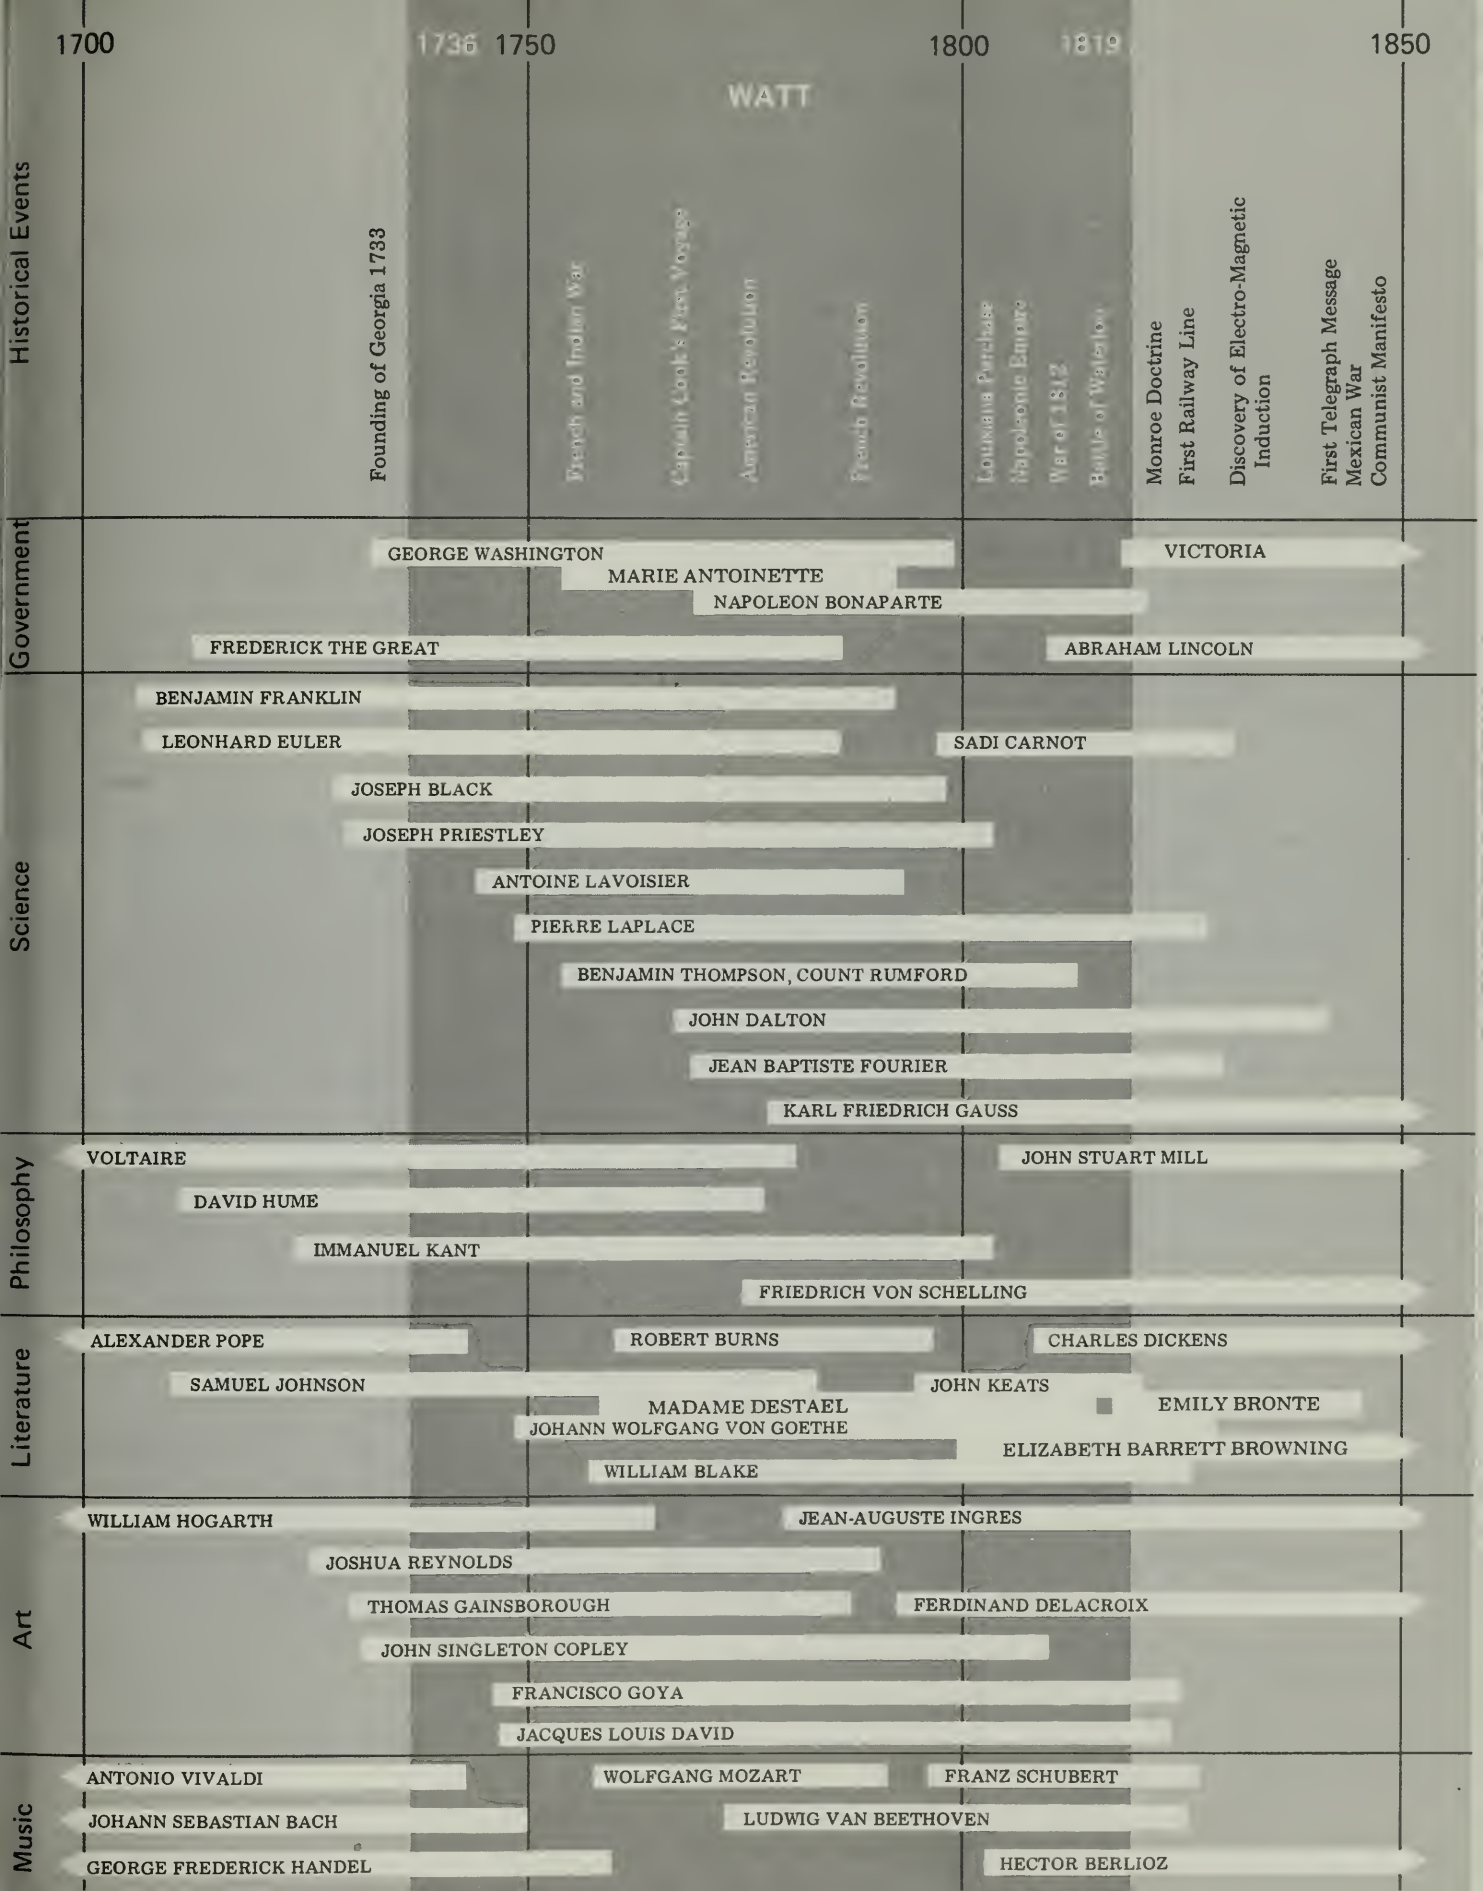 1700
1736
1750
1800
1819
1850
WATT
Historical Events
Founding of Georgia 1733
French and Indian War
Captain Cook's First Voyage
American Revolution
French Revolution
Louisiana Purchase
Napoleonic Empire
War of 1812
Battle of Waterloo
Monroe Doctrine
First Railway Line
Discovery of Electro-Magnetic
Induction
First Telegraph Message
Mexican War
Communist Manifesto
Government
GEORGE WASHINGTON
VICTORIA
MARIE ANTOINETTE
NAPOLEON BONAPARTE
FREDERICK THE GREAT
ABRAHAM LINCOLN
Science
BENJAMIN FRANKLIN
LEONHARD EULER
SADI CARNOT
JOSEPH BLACK
JOSEPH PRIESTLEY
ANTOINE LAVOISIER
PIERRE LAPLACE
BENJAMIN THOMPSON, COUNT RUMFORD
JOHN DALTON
JEAN BAPTISTE FOURIER
KARL FRIEDRICH GAUSS
Philosophy
VOLTAIRE
JOHN STUART MILL
DAVID HUME
IMMANUEL KANT
FRIEDRICH VON SCHELLING
Literature
ALEXANDER POPE
ROBERT BURNS
CHARLES DICKENS
SAMUEL JOHNSON
JOHN KEATS
MADAME DESTAEL
EMILY BRONTE
JOHANN WOLFGANG VON GOETHE
ELIZABETH BARRETT BROWNING
WILLIAM BLAKE
Art
WILLIAM HOGARTH
JEAN-AUGUSTE INGRES
JOSHUA REYNOLDS
THOMAS GAINSBOROUGH
FERDINAND DELACROIX
JOHN SINGLETON COPLEY
FRANCISCO GOYA
JACQUES LOUIS DAVID
Music
ANTONIO VIVALDI
WOLFGANG MOZART
FRANZ SCHUBERT
JOHANN SEBASTIAN BACH
LUDWIG VAN BEETHOVEN
GEORGE FREDERICK HANDEL
HECTOR BERLIOZ